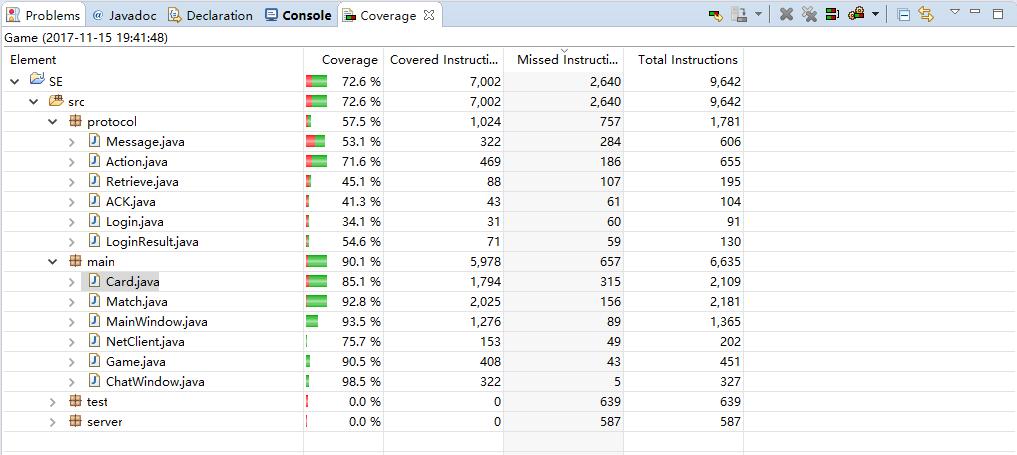 Problems @ Javadoc Declaration Console Coverage
Game (2017-11-15 19:41:48)
Element Coverage Covered Instructi... Missed Instructi... Total Instructions
SE 72.6 % 7,002 2,640 9,642
src 72.6 % 7,002 2,640 9,642
protocol 57.5 % 1,024 757 1,781
Message.java 53.1 % 322 284 606
Action.java 71.6 % 469 186 655
Retrieve.java 45.1 % 88 107 195
ACK.java 41.3 % 43 61 104
Login.java 34.1 % 31 60 91
LoginResult.java 54.6 % 71 59 130
main 90.1 % 5,978 657 6,635
Card.java 85.1 % 1,794 315 2,109
Match.java 92.8 % 2,025 156 2,181
MainWindow.java 93.5 % 1,276 89 1,365
NetClient.java 75.7 % 153 49 202
Game.java 90.5 % 408 43 451
ChatWindow.java 98.5 % 322 5 327
test 0.0 % 0 639 639
server 0.0 % 0 587 587